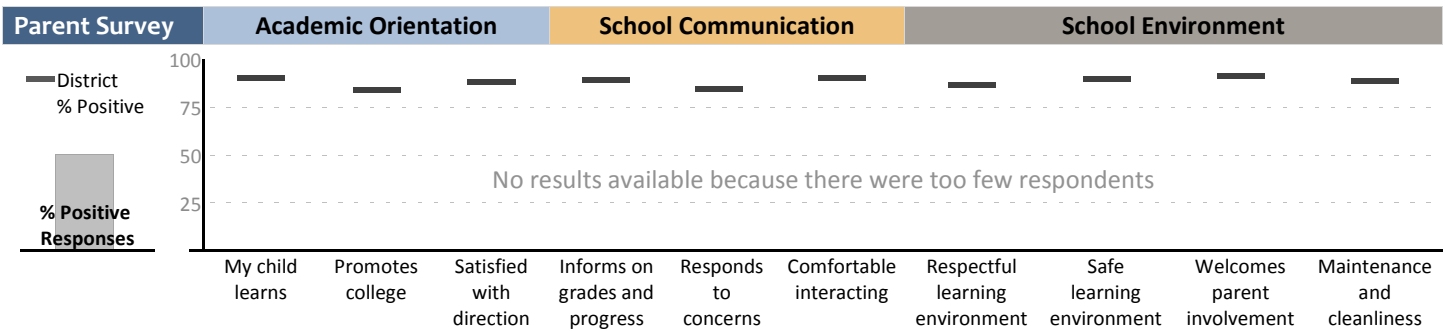 Parent Survey
Academic Orientation
School Communication
School Environment
District
% Positive
% Positive
Responses
100
75
50
25
No results available because there were too few respondents
My child
learns
Promotes
college
Satisfied
with
direction
Informs on
grades and
progress
Responds
to
concerns
Comfortable
interacting
Respectful
learning
environment
Safe
learning
environment
Welcomes
parent
involvement
Maintenance
and
cleanliness